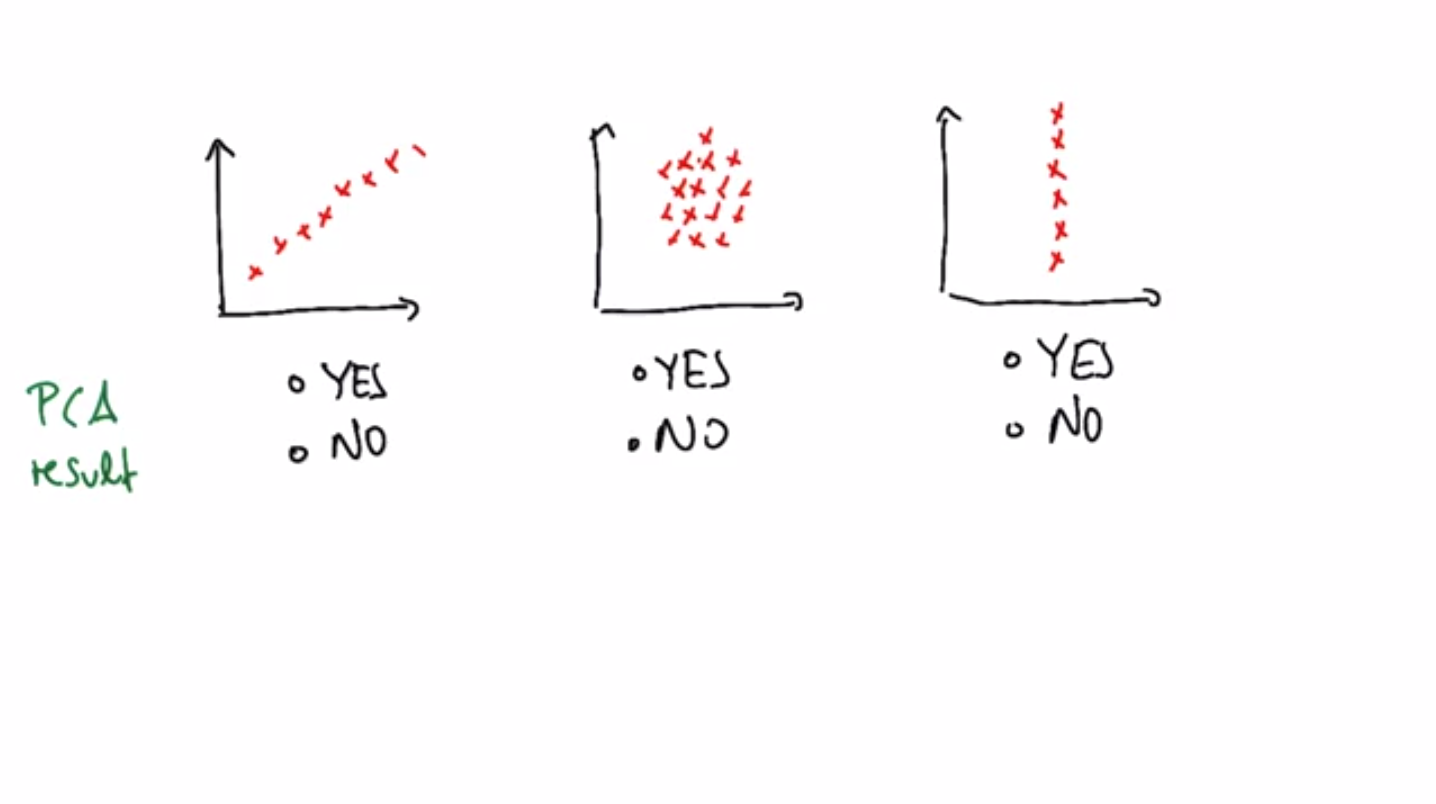 YES
NO
YES
NO
YES
NO
PCA
result